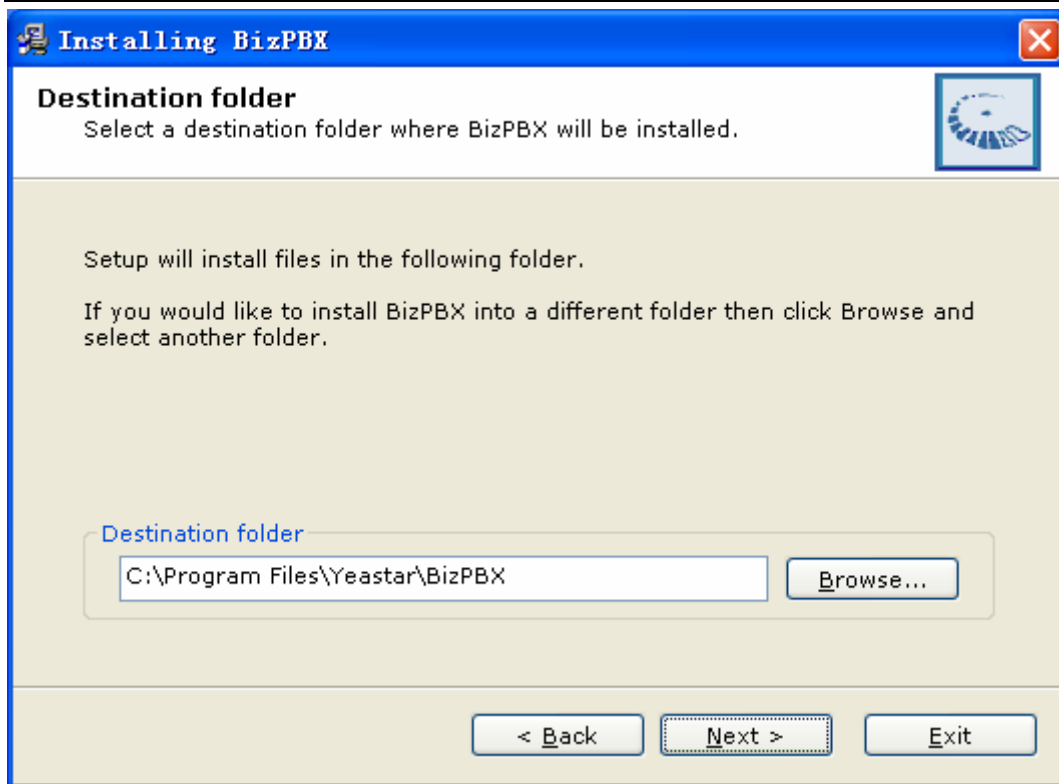 Installing BizPBX
Destination folder
Select a destination folder where BizPBX will be installed.
Setup will install files in the following folder.
If you would like to install BizPBX into a different folder then click Browse and
select another folder.
Destination folder
C:\Program Files\Yeastar\BizPBX
Browse...
< Back
Next >
Exit